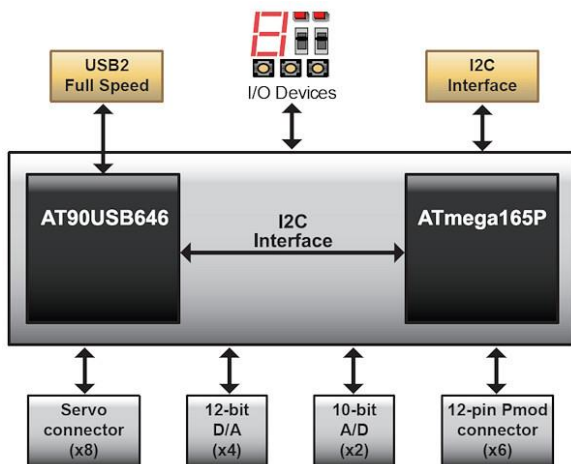 USB2
Full Speed
8
I/O Devices
I2C
Interface
AT90USB646
I2C
Interface
ATmega165P
Servo
connector
(x8)
12-bit
D/A
(x4)
10-bit
A/D
(x2)
12-pin Pmod
connector
(x6)